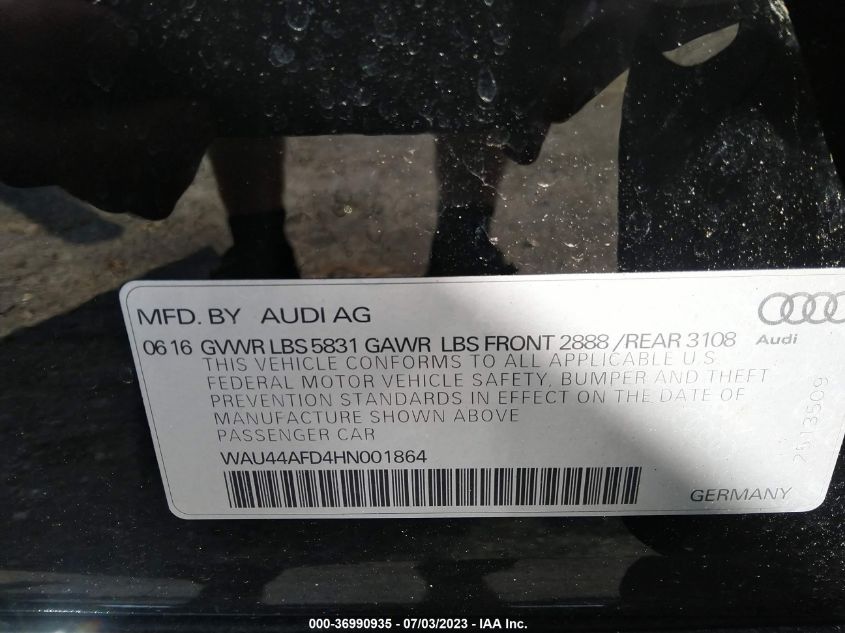 MFD. BY AUDI AG
06 16 GVWR LBS 5831 GAWR LBS FRONT 2888 /REAR 3108
Audi
THIS VEHICLE CONFORMS TO ALL APPLICABLE U.S.
FEDERAL MOTOR VEHICLE SAFETY, BUMPER AND THEFT
PREVENTION STANDARDS IN EFFECT ON THE DATE OF
MANUFACTURE SHOWN ABOVE
PASSENGER CAR
WAU44AFD4HN001864
GERMANY
2513509
000-36990935 - 07/03/2023 - IAA Inc.